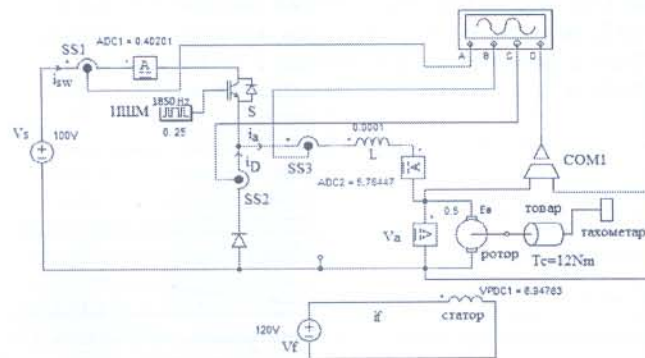 ADC1 = 0.40201
SS1
A
isw
1850 Hz
ИШМ
0. 25
S
A B C D
Vs
100V
ia
0.0001
L
iD
SS3
SS2
ADC2 = 5.76447
A
COM1
0.5
Ea
товар
тахометар
Va
V
ротор
Tc=12Nm
VPDC1 = 6.94763
120V
Vf
if
статор